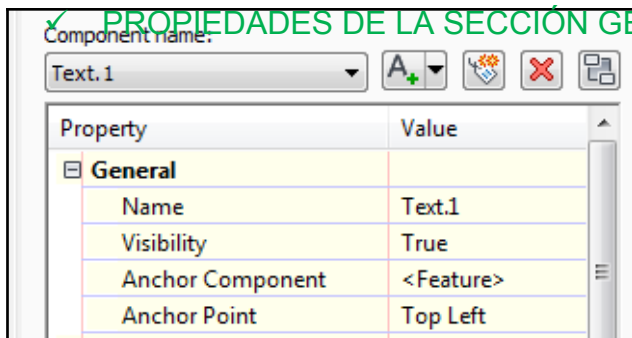 ✓ PROPIEDADES DE LA SECCIÓN GE
Component name:
Text.1
A+
Property Value
General
Name Text.1
Visibility True
Anchor Component <Feature>
Anchor Point Top Left